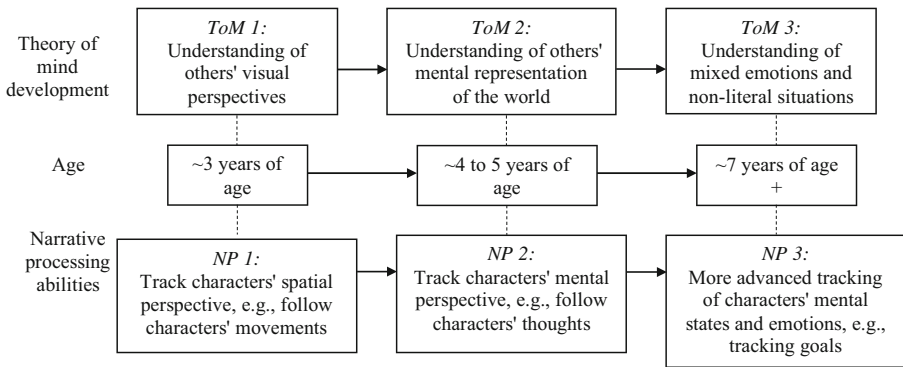 Theory of
mind
development
ToM 1:
Understanding of
others' visual
perspectives
ToM 2:
Understanding of others'
mental representation
of the world
ToM 3:
Understanding of
mixed emotions and
non-literal situations
Age
~3 years of
age
~4 to 5 years of
age
~7 years of age
+
Narrative
processing
abilities
NP 1:
Track characters' spatial
perspective, e.g., follow
characters' movements
NP 2:
Track characters' mental
perspective, e.g., follow
characters' thoughts
NP 3:
More advanced tracking
of characters' mental
states and emotions, e.g.,
tracking goals